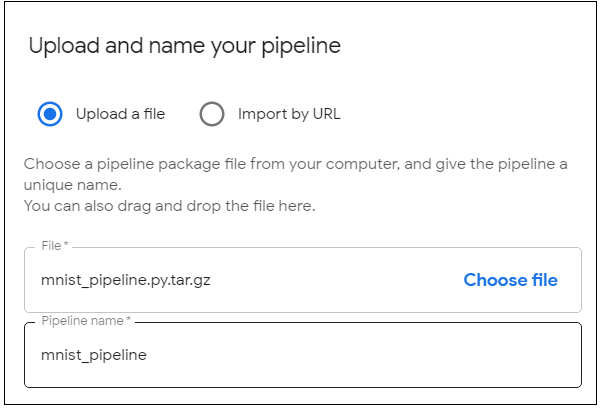 Upload and name your pipeline
Upload a file
Import by URL
Choose a pipeline package file from your computer, and give the pipeline a
unique name.
You can also drag and drop the file here.
File *
mnist_pipeline.py.tar.gz
Choose file
Pipeline name *
mnist_pipeline